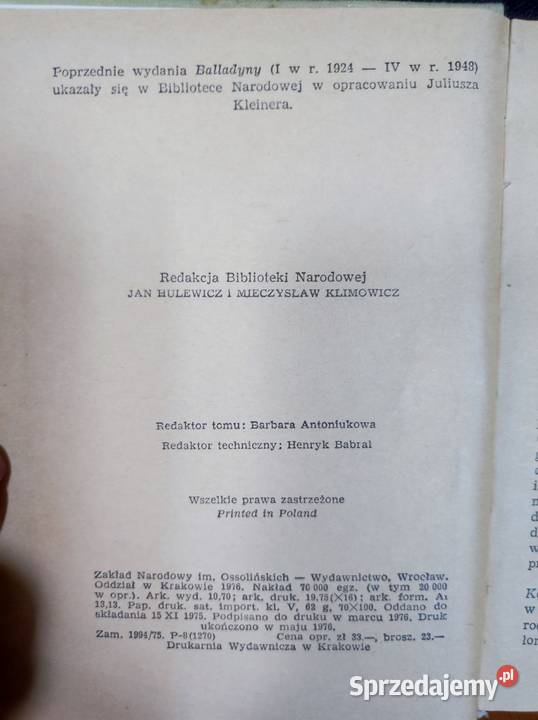 Poprzednie wydania Balladyny (I w r. 1924 — IV w r. 1948)
ukazały się w Bibliotece Narodowej w opracowaniu Juliusza
Kleinera.
Redakcja Biblioteki Narodowej
JAN HULEWICZ i MIECZYSŁAW KLIMOWICZ
Redaktor tomu: Barbara Antoniukowa
Redaktor techniczny: Henryk Babral
Wszelkie prawa zastrzeżone
Printed in Poland
Zakład Narodowy im. Ossolińskich — Wydawnictwo, Wrocław.
Oddział w Krakowie 1976. Nakład 70 000 egz. (w tym 20 000
w opr.). Ark. wyd. 10,70; ark. druk. 19,75(×16); ark. form. A1
13,13. Pap. druk. sat. import. kl. V, 62 g, 70×100. Oddano do
składania 15 XI 1975. Podpisano do druku w marcu 1976. Druk
ukończono w maju 1976.
Zam. 1994/75. P-8(1270) Cena opr. zł 33.—, brosz. 23.—
Drukarnia Wydawnicza w Krakowie
Sprzedajemy.pl